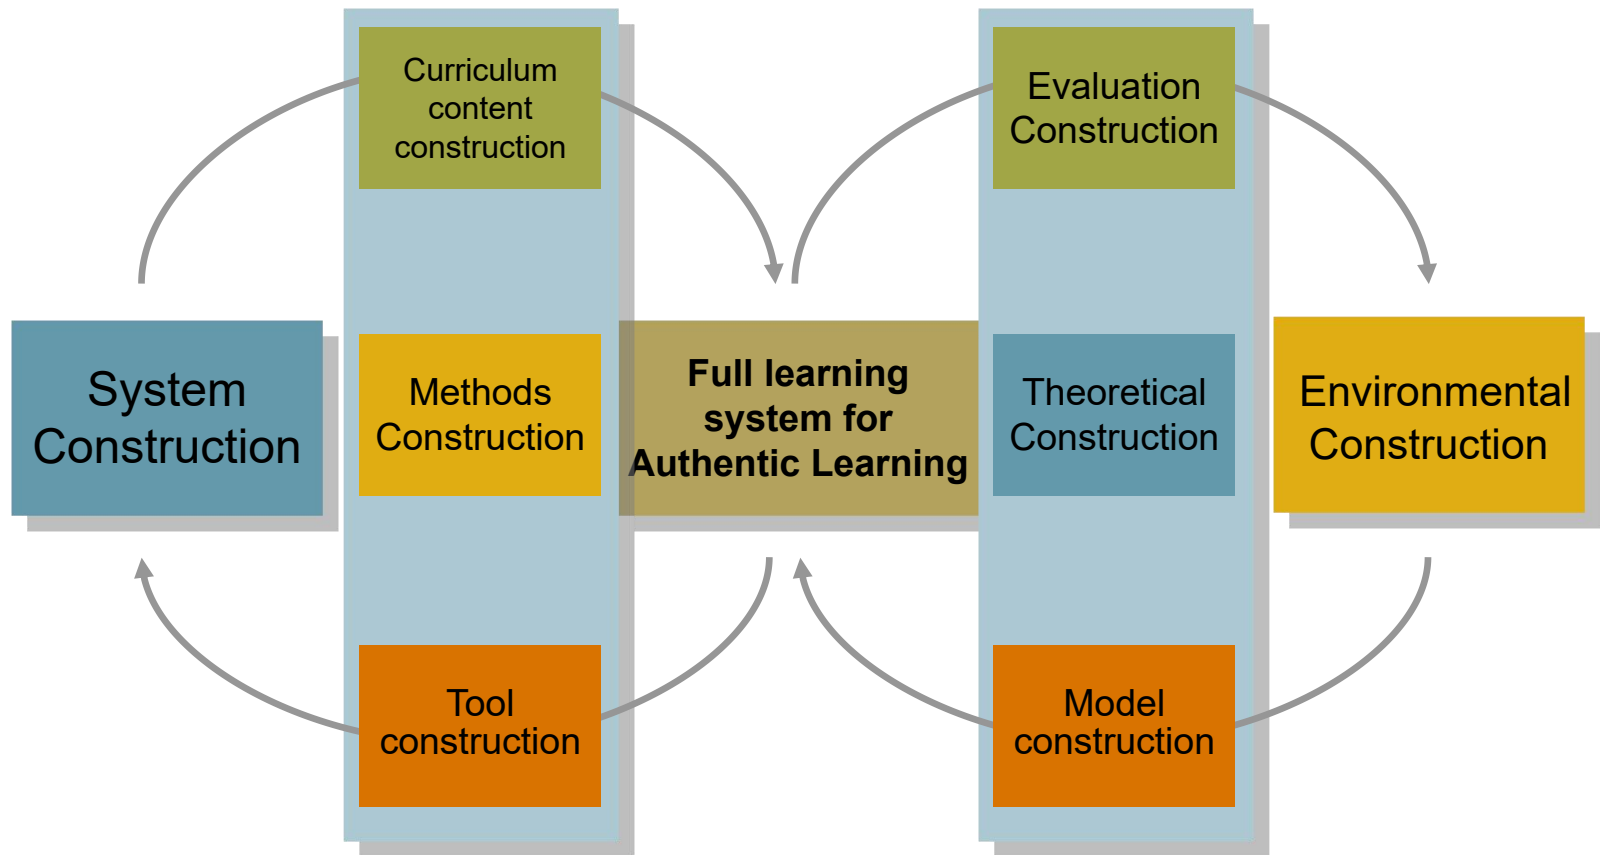 Curriculum
content
construction
Evaluation
Construction
System
Construction
Methods
Construction
Full learning
system for
Authentic Learning
Theoretical
Construction
Environmental
Construction
Tool
construction
Model
construction